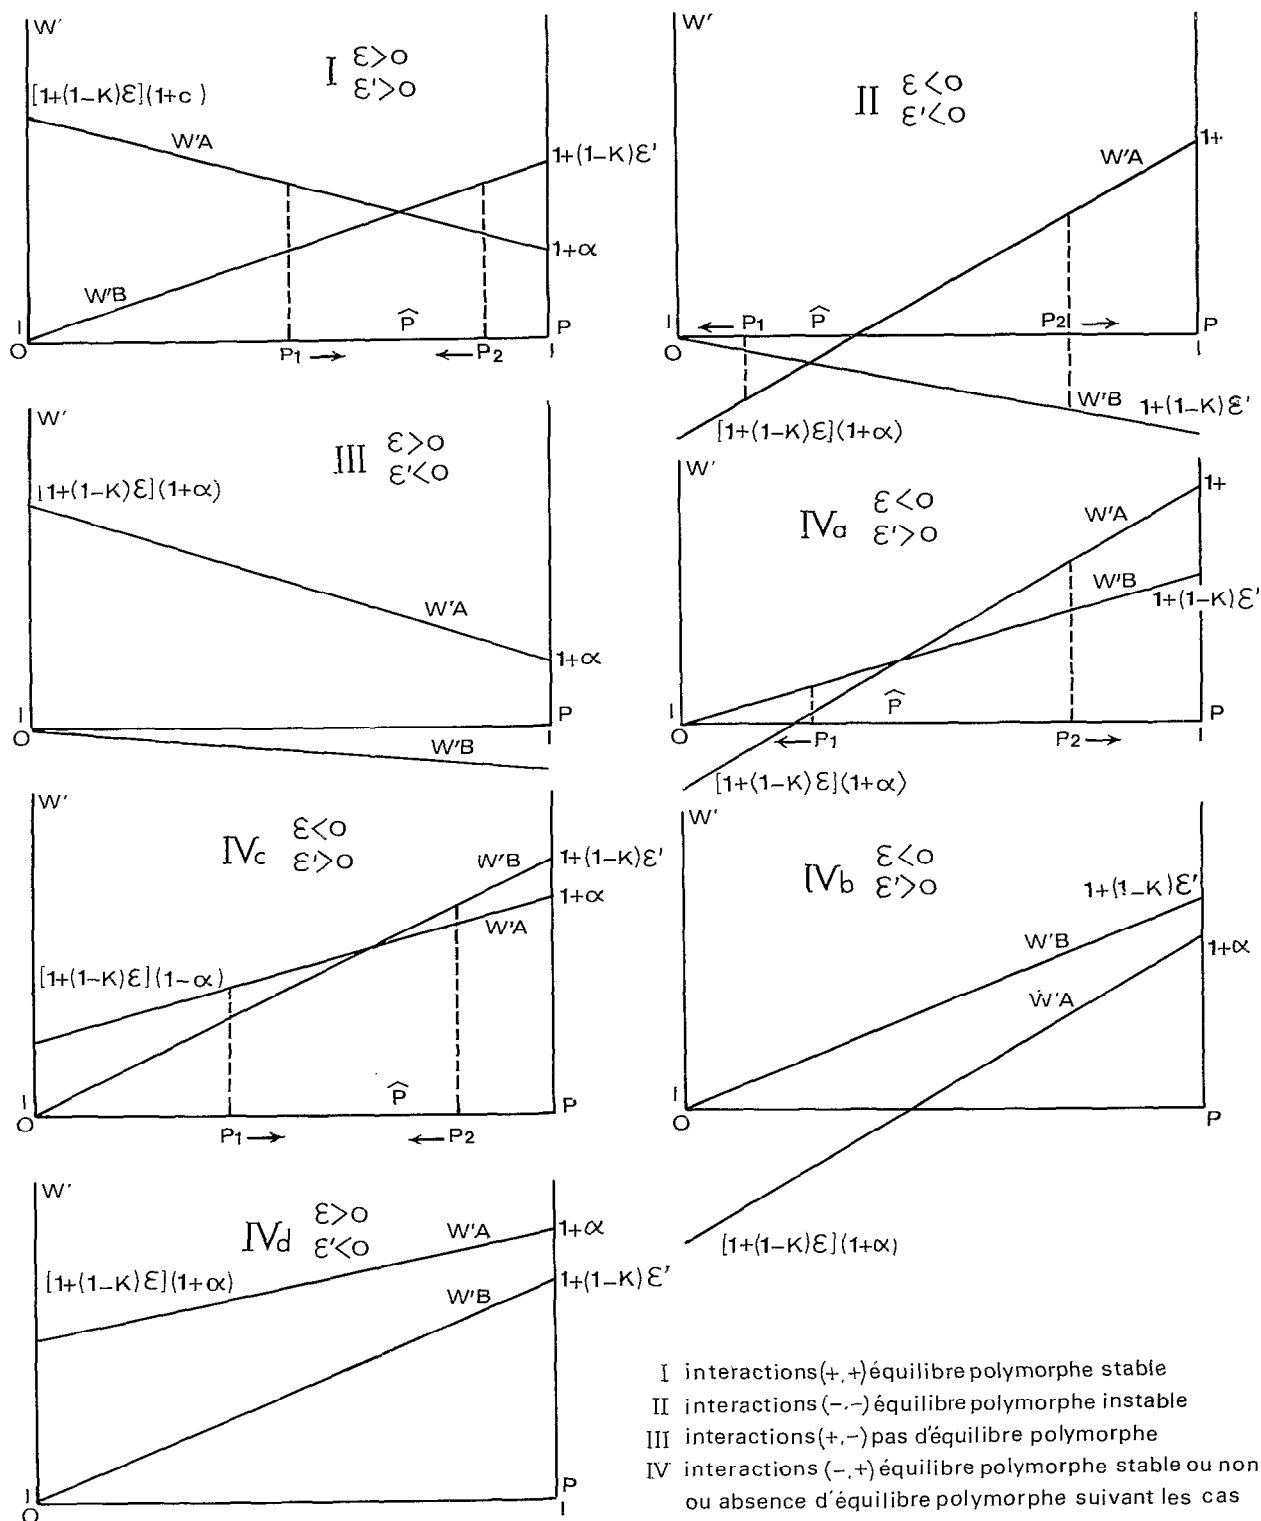 W'
I ε>0
ε'>0
[1+(1–K)ε](1+c )
W'A
1+(1–K)ε'
1+α
W'B
P̂
P
1
O
P1 → ← P2
1
W'
II ε<0
ε'<0
W'A
1+
← P1 P̂ P2 → P
1
O
1
W'B 1+(1–K)ε'
[1+(1–K)ε](1+α)
W'
III ε>0
ε'<0
[1+(1–K)ε](1+α)
W'A
1+α
1
P
O
1
W'B
W'
IVa ε<0
ε'>0
1+
W'A
W'B
1+(1–K)ε'
P̂
1
P
O
← P1 P2 →
1
[1+(1–K)ε](1+α)
W'
IVc ε<0
ε'>0
W'B
1+(1–K)ε'
1+α
W'A
[1+(1–K)ε](1–α)
P̂
1
P
O
P1 → ← P2
W'
IVb ε<0
ε'>0
1+(1–K)ε'
W'B
1+α
W'A
1
O
P
[1+(1–K)ε](1+α)
W'
IVd ε>0
ε'<0
W'A
1+α
[1+(1–K)ε](1+α)
W'B
1+(1–K)ε'
1
P
O
1
I interactions (+,+) équilibre polymorphe stable
II interactions (–,–) équilibre polymorphe instable
III interactions (+,–) pas d'équilibre polymorphe
IV interactions (–,+) équilibre polymorphe stable ou non
ou absence d'équilibre polymorphe suivant les cas